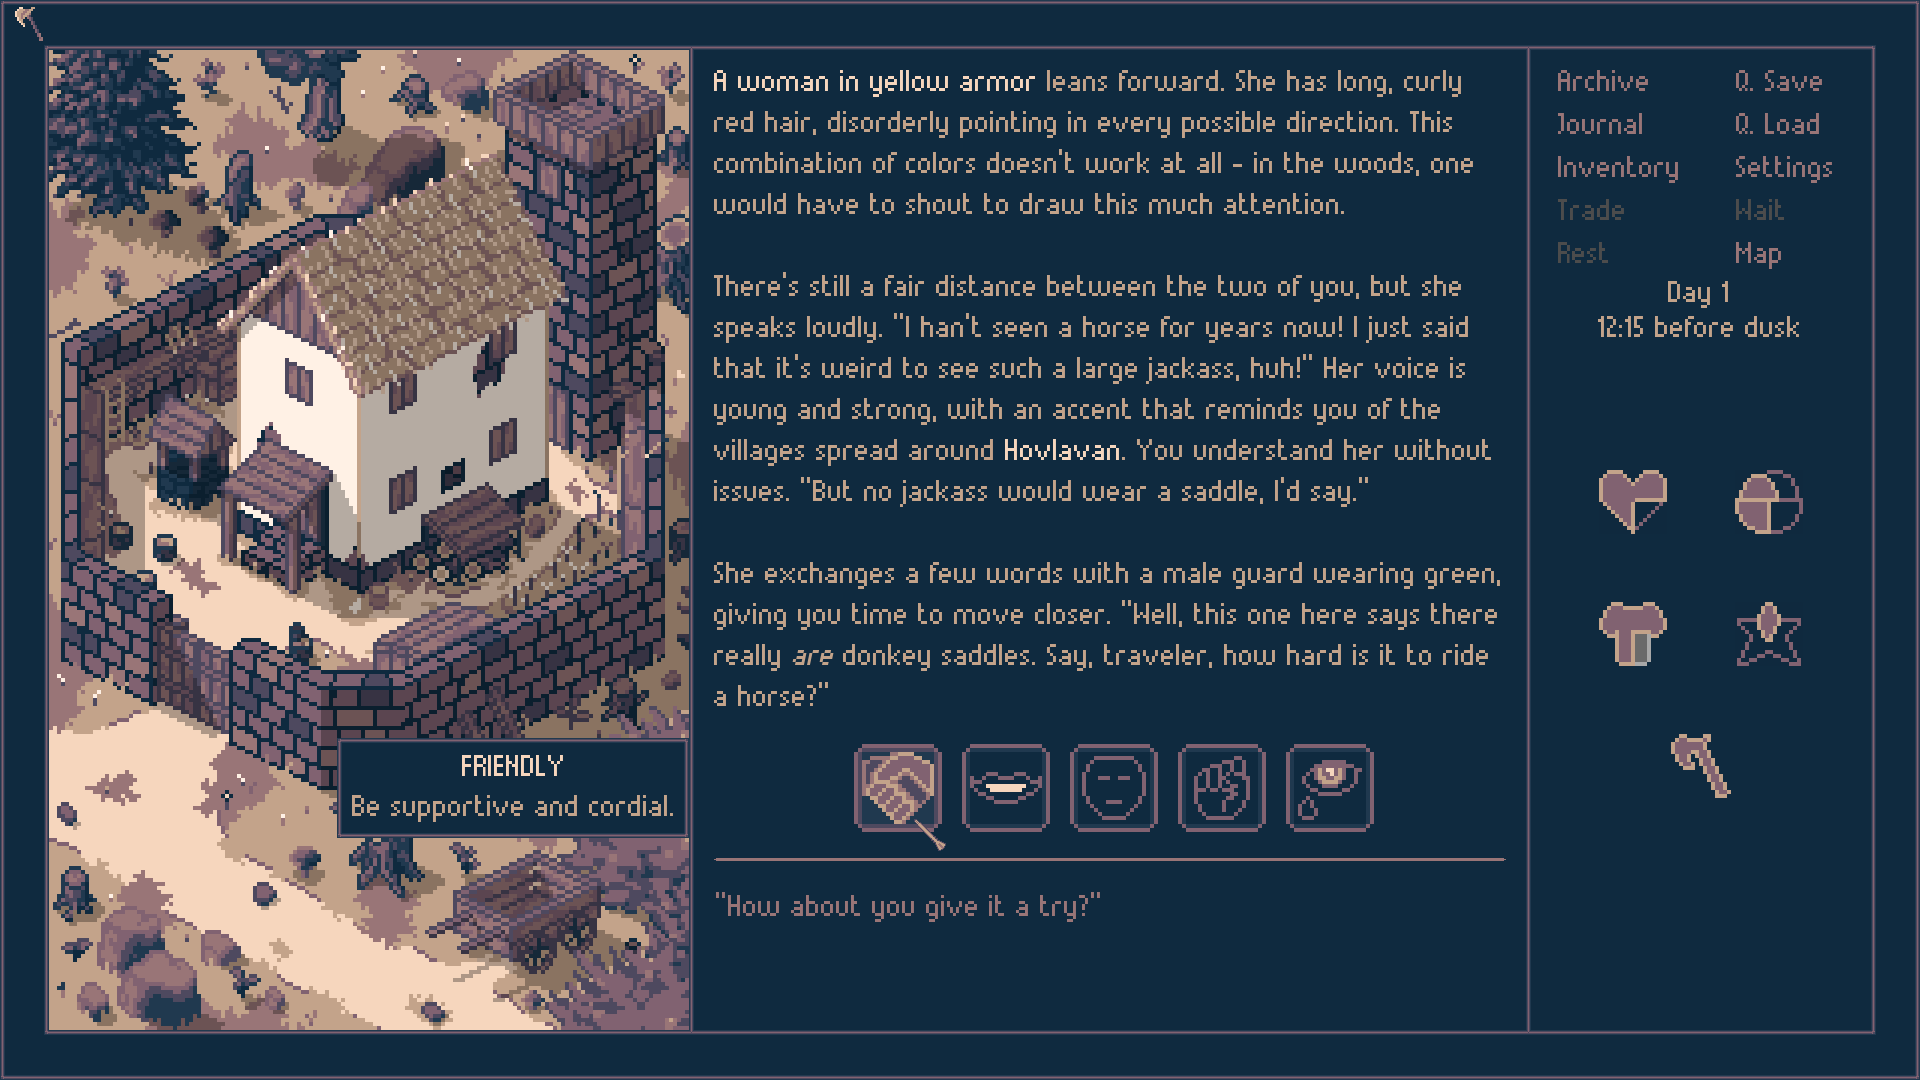 A woman in yellow armor leans forward. She has long, curly
red hair, disorderly pointing in every possible direction. This
combination of colors doesn't work at all - in the woods, one
would have to shout to draw this much attention.
There's still a fair distance between the two of you, but she
speaks loudly. "I han't seen a horse for years now! I just said
that it's weird to see such a large jackass, huh!" Her voice is
young and strong, with an accent that reminds you of the
villages spread around Hovlavan. You understand her without
issues. "But no jackass would wear a saddle, I'd say."
She exchanges a few words with a male guard wearing green,
giving you time to move closer. "Well, this one here says there
really are donkey saddles. Say, traveler, how hard is it to ride
a horse?"
FRIENDLY
Be supportive and cordial.
"How about you give it a try?"
Archive Q. Save
Journal Q. Load
Inventory Settings
Trade Wait
Rest Map
Day 1
12:15 before dusk